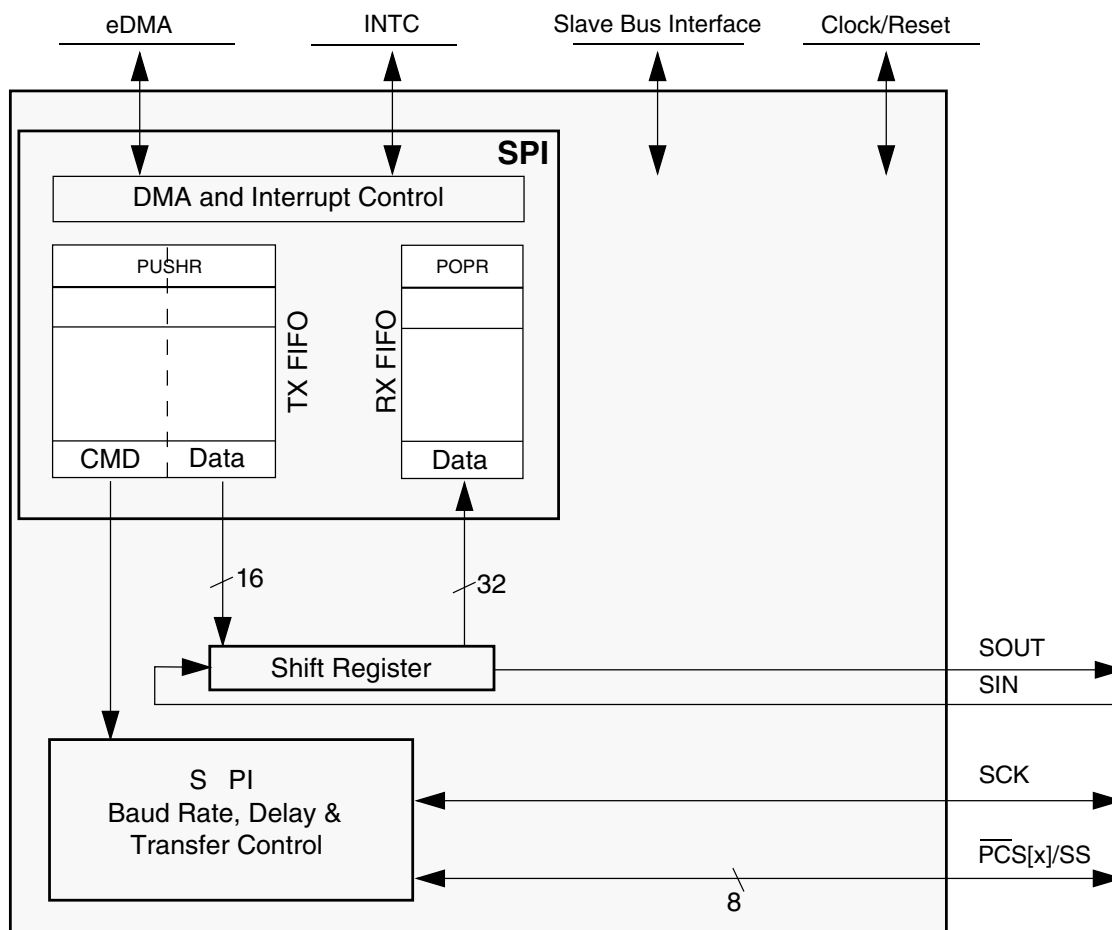 eDMA INTC Slave Bus Interface Clock/Reset
SPI
DMA and Interrupt Control
PUSHR POPR
TX FIFO
RX FIFO
CMD Data Data
16 32
Shift Register
SOUT
SIN
S PI
Baud Rate, Delay &
Transfer Control
SCK
PCS[x]/SS
8